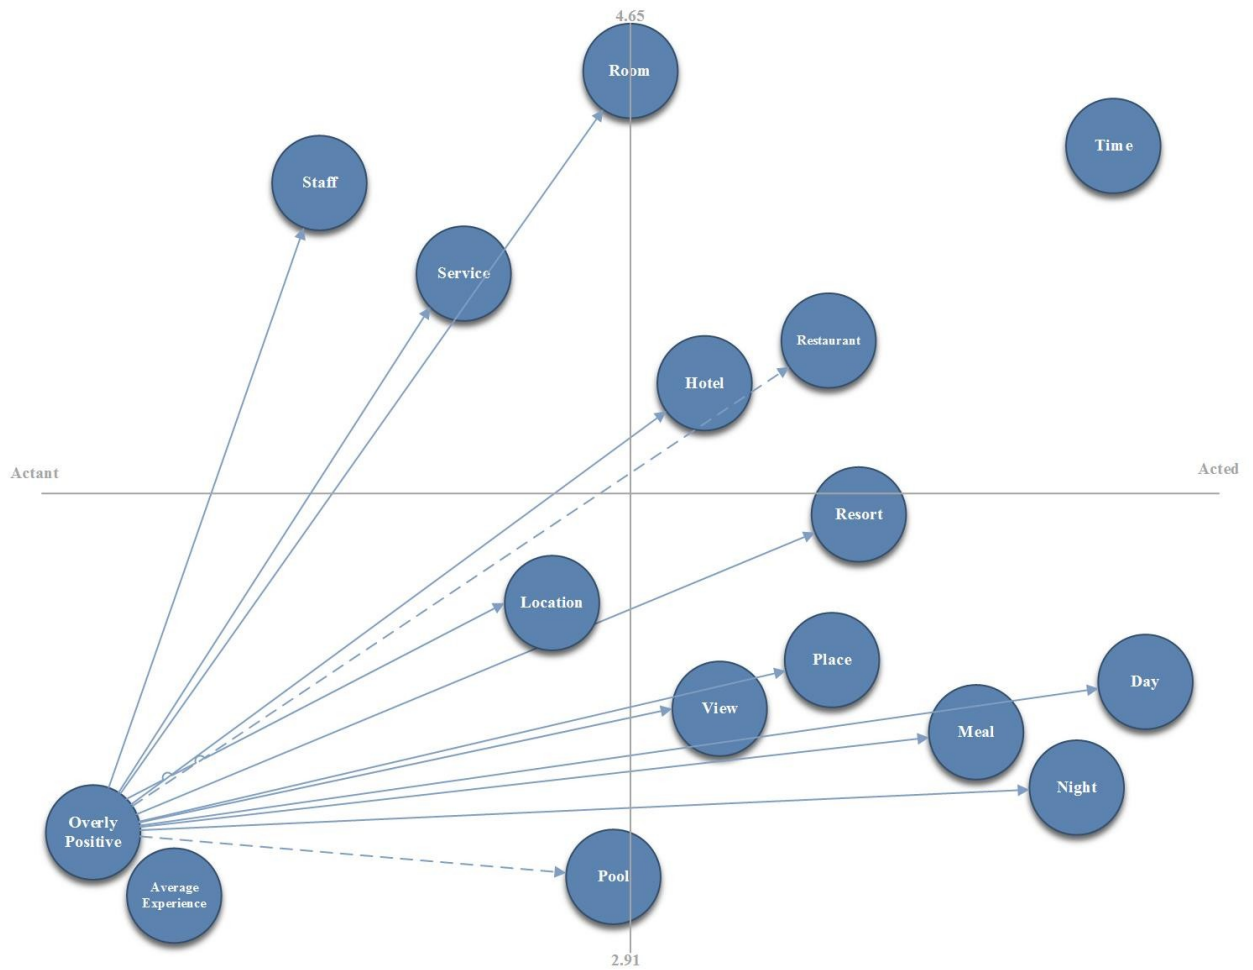 4.65
Room
Time
Staff
Service
Restaurant
Hotel
Actant
Acted
Resort
Location
Place
Day
View
Meal
Night
Overly
Positive
Pool
Average
Experience
2.91